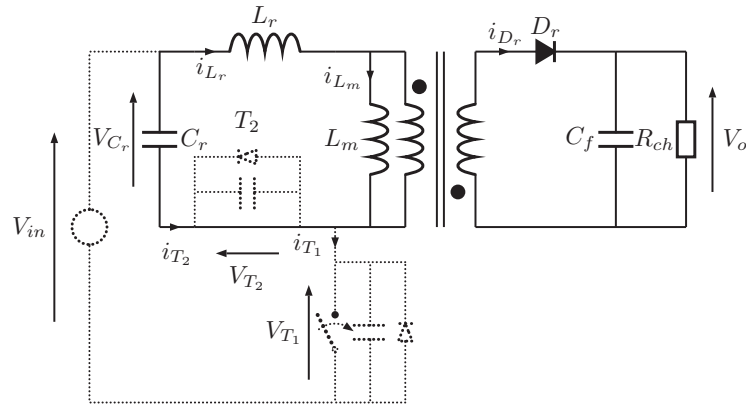 L_r
D_r
i_{L_r}
i_{L_m}
i_{D_r}
V_{C_r}
C_r
T_2
L_m
C_f
R_{ch}
V_o
V_{in}
i_{T_2}
i_{T_1}
V_{T_2}
V_{T_1}